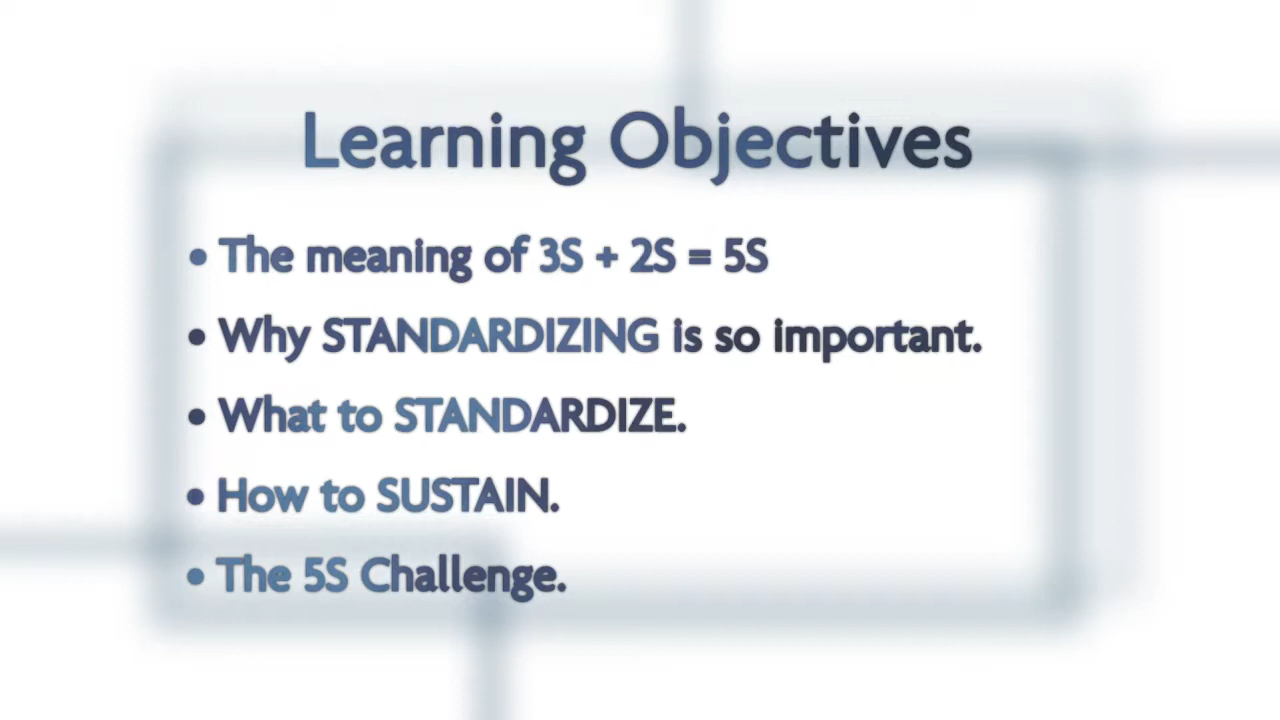 Learning Objectives
• The meaning of 3S + 2S = 5S
• Why STANDARDIZING is so important.
• What to STANDARDIZE.
• How to SUSTAIN.
• The 5S Challenge.